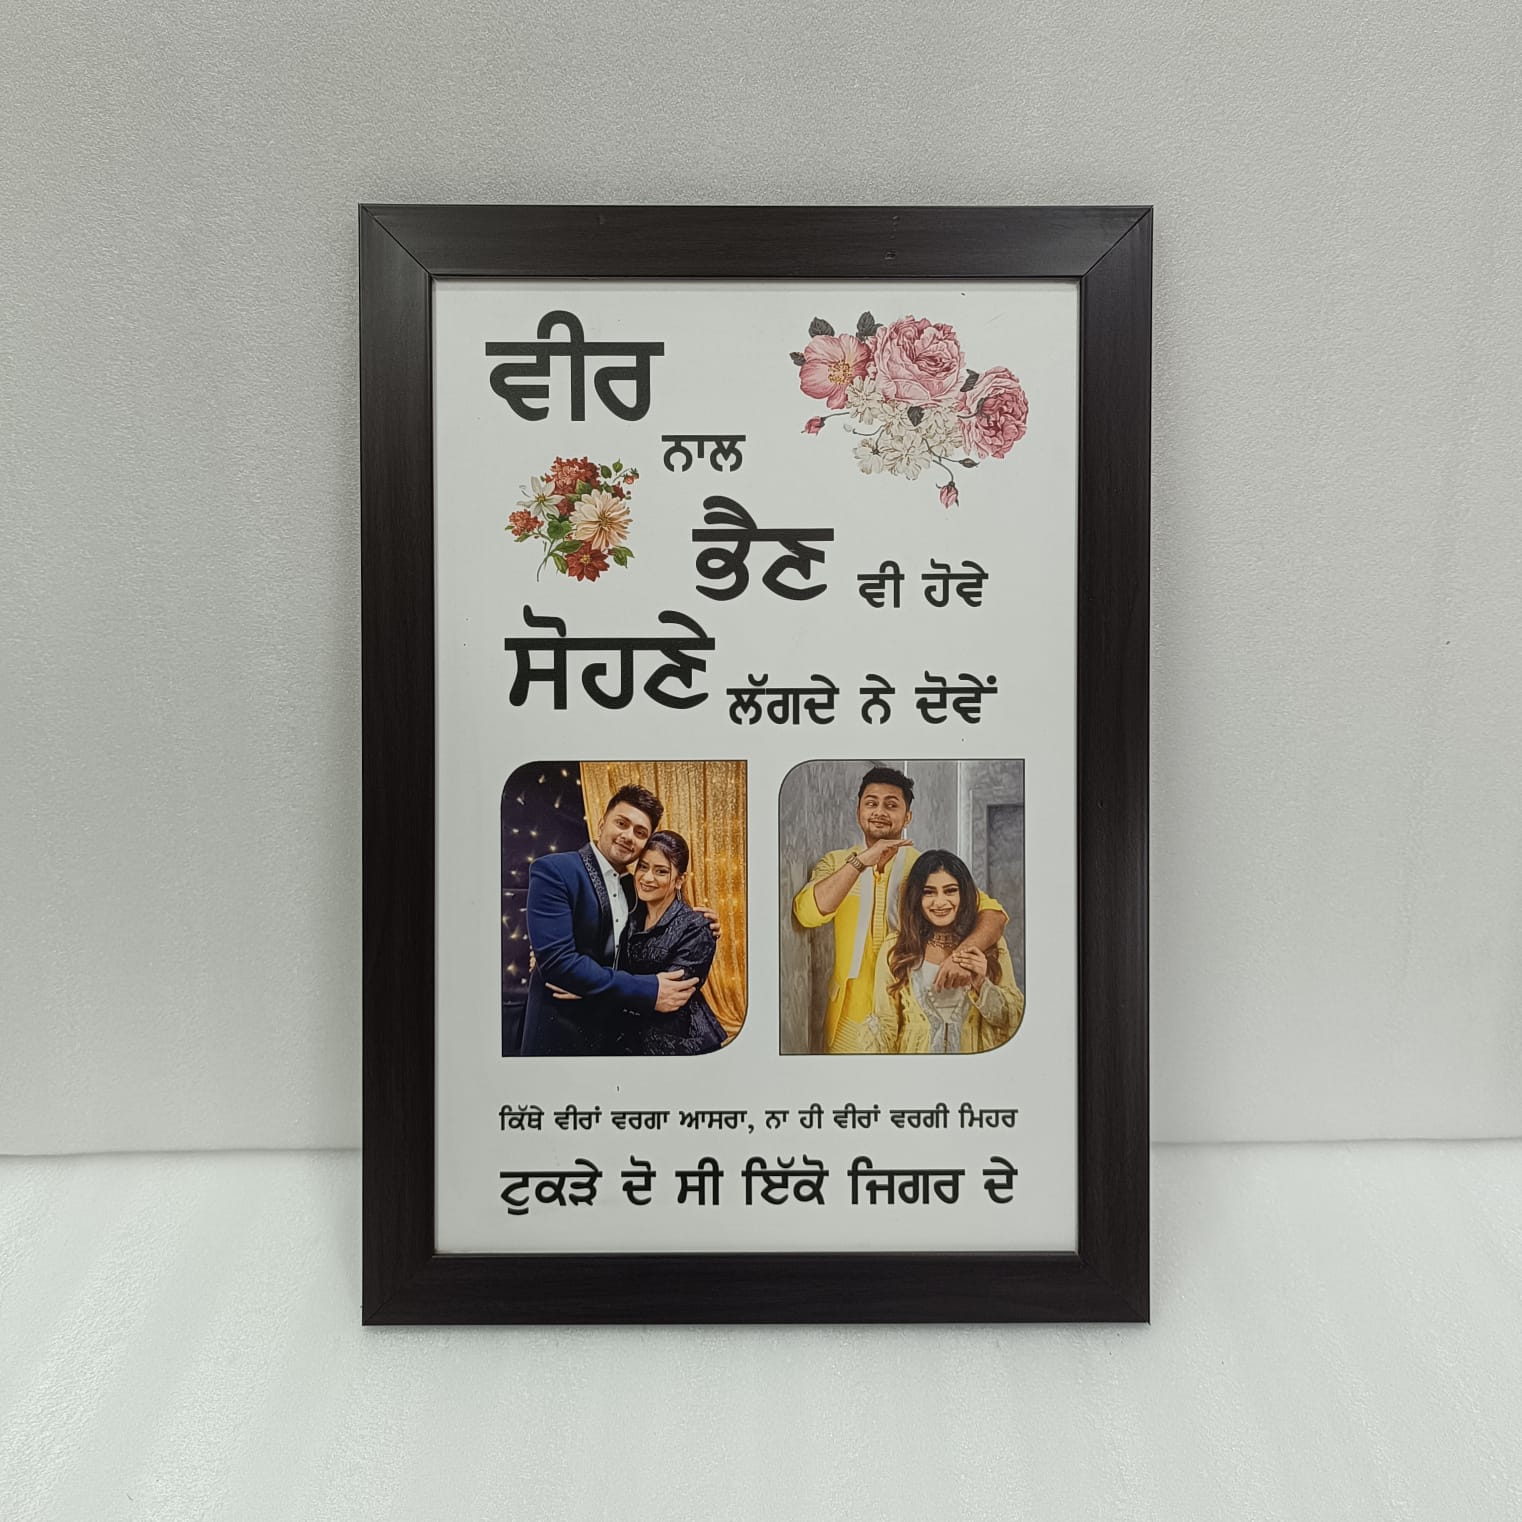 ਵੀਰ
ਨਾਲ
ਭੈਣ ਵੀ ਹੋਵੇ
ਸੋਹਣੇ ਲੱਗਦੇ ਨੇ ਦੋਵੇਂ
ਕਿੱਥੇ ਵੀਰਾਂ ਵਰਗਾ ਆਸਰਾ, ਨਾ ਹੀ ਵੀਰਾਂ ਵਰਗੀ ਮਿਹਰ
ਟੁਕੜੇ ਦੋ ਸੀ ਇੱਕੋ ਜਿਗਰ ਦੇ